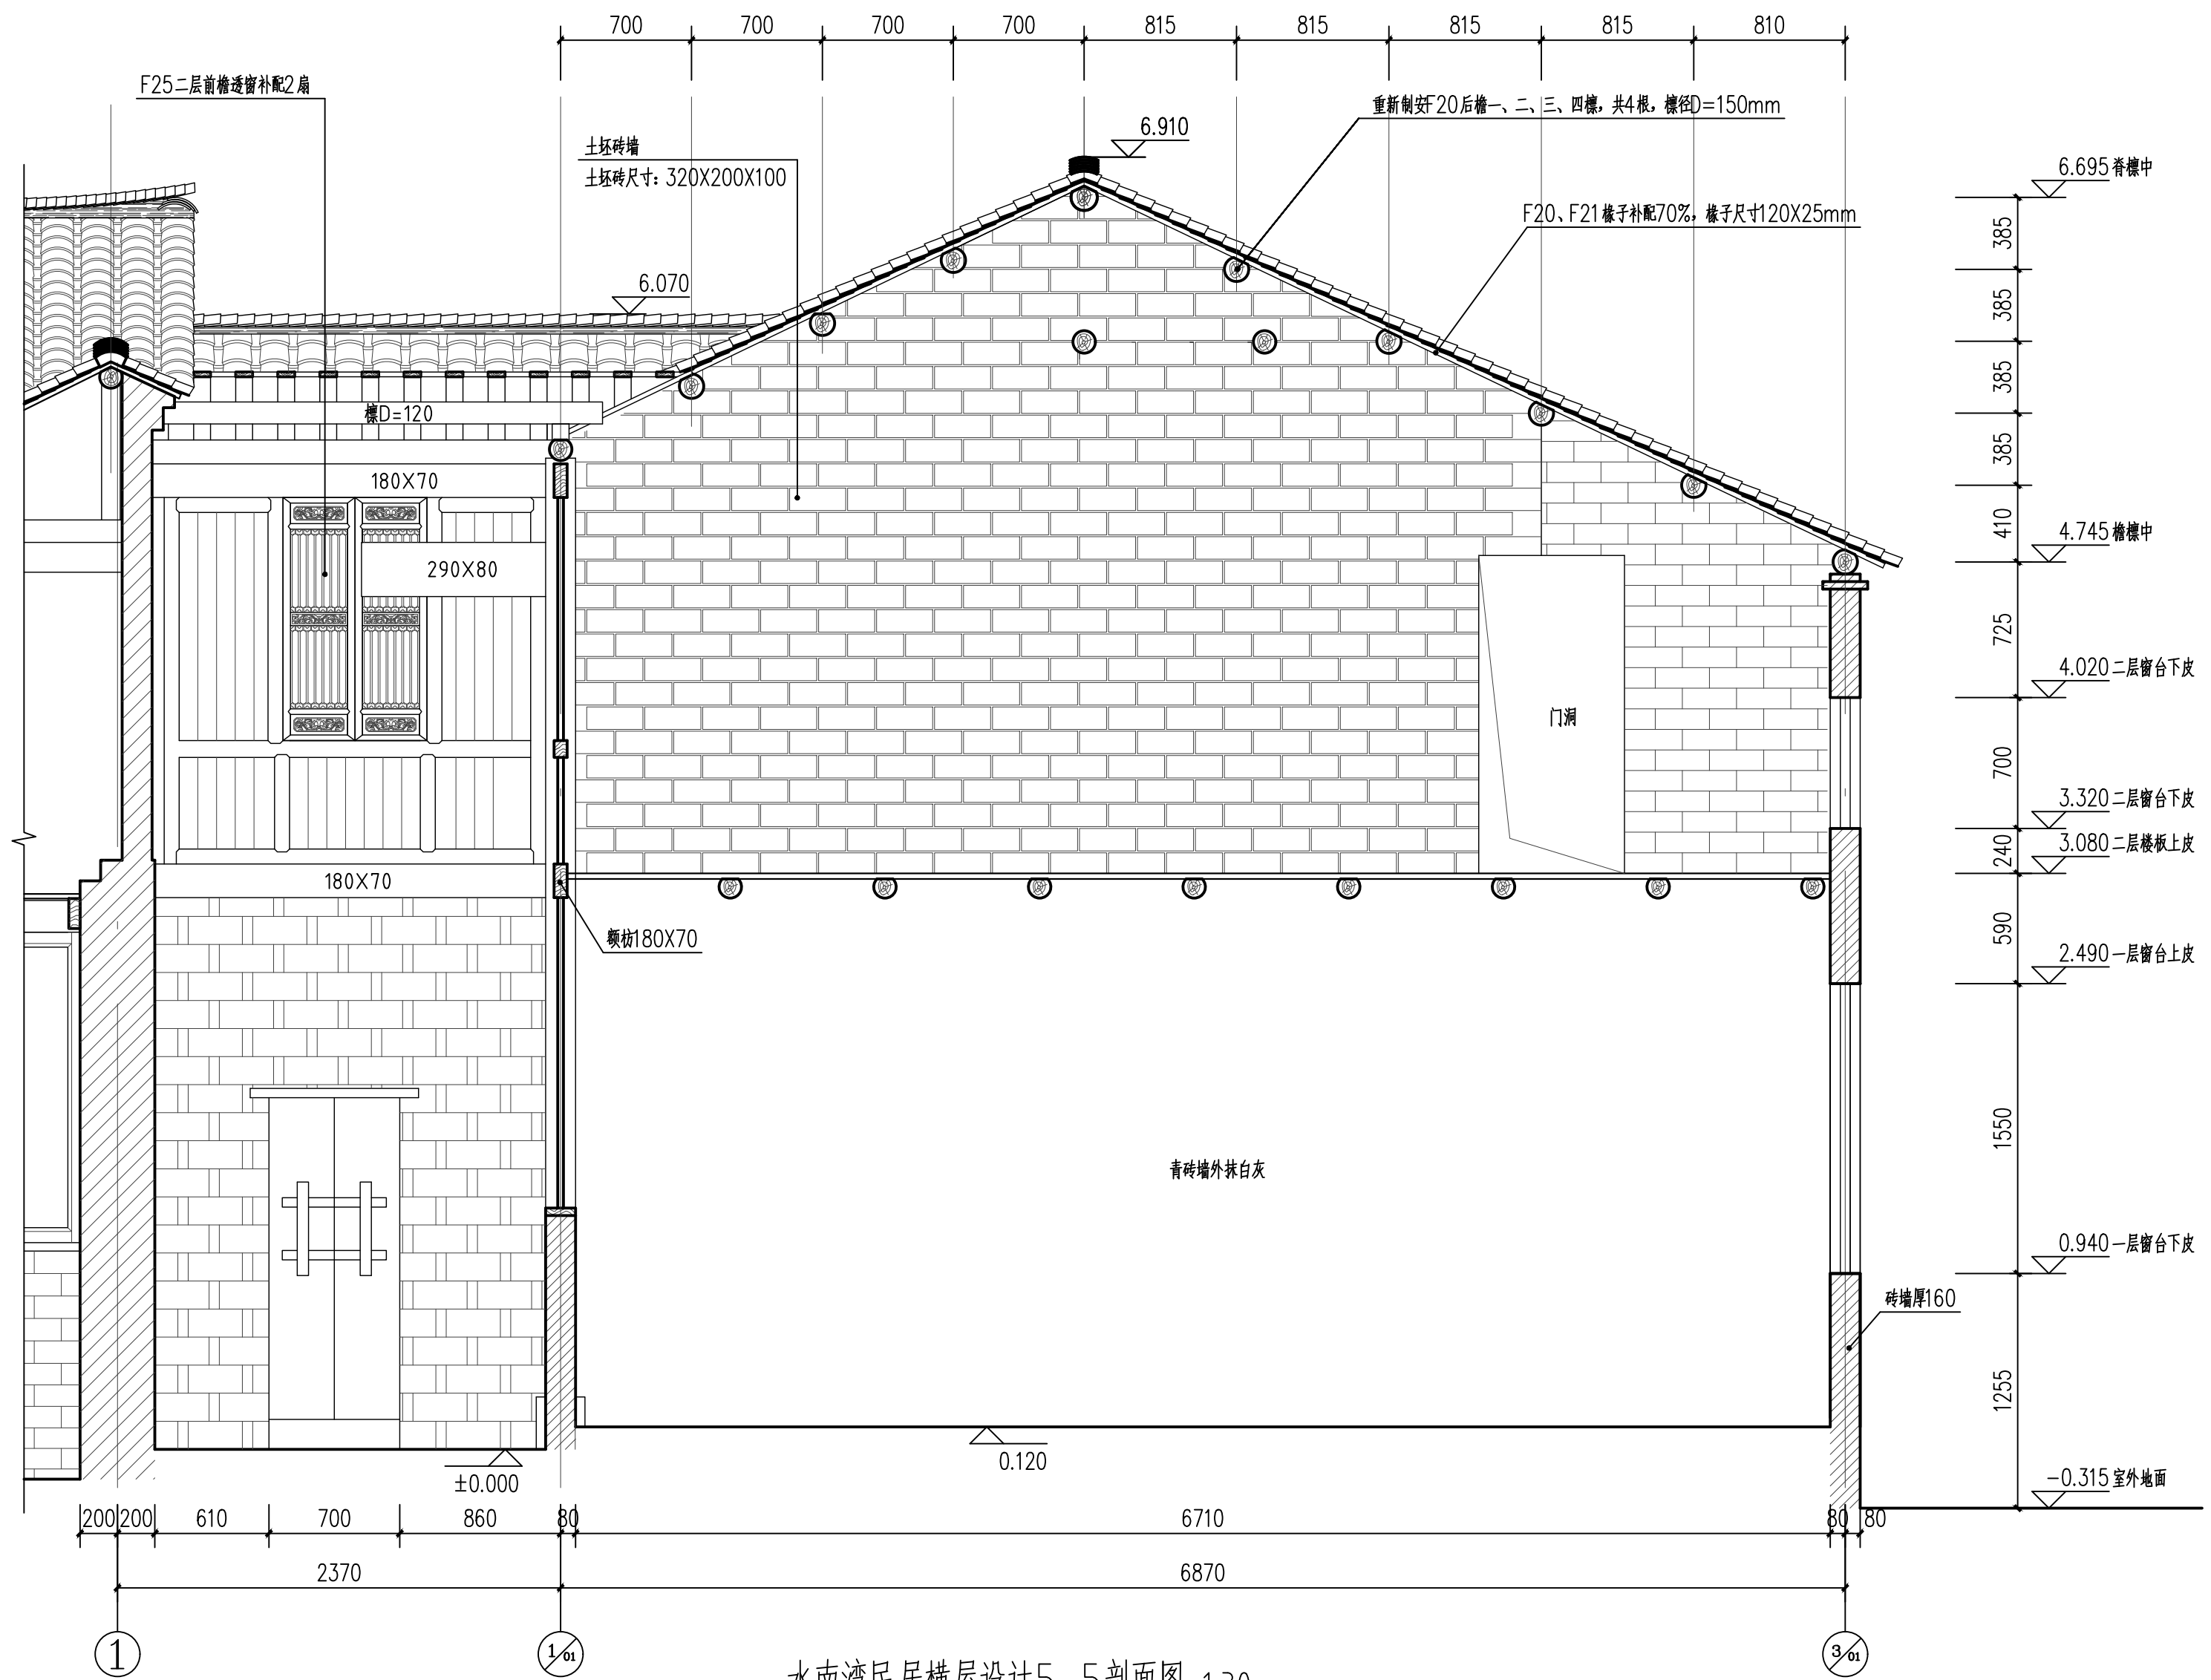 700 700 700 700 815 815 815 815 810
F25二层前檐透窗补配2扇
重新制安F20后檐一、二、三、四檩，共4根，檩径D=150mm
6.910
土坯砖墙
土坯砖尺寸：320X200X100
6.695 脊檩中
F20、F21椽子补配70%，椽子尺寸120X25mm
385
6.070
385
385
檩D=120
385
180X70
410
4.745 檐檩中
290X80
725
4.020 二层窗台下皮
门洞
700
3.320 二层窗台下皮
240
3.080 二层楼板上皮
180X70
额枋180X70
590
2.490 一层窗台上皮
1550
青砖墙外抹白灰
0.940 一层窗台下皮
砖墙厚160
1255
0.120
±0.000
-0.315 室外地面
200 200 610 700 860 80 6710 80 80
2370 6870
1 1/01 3/01